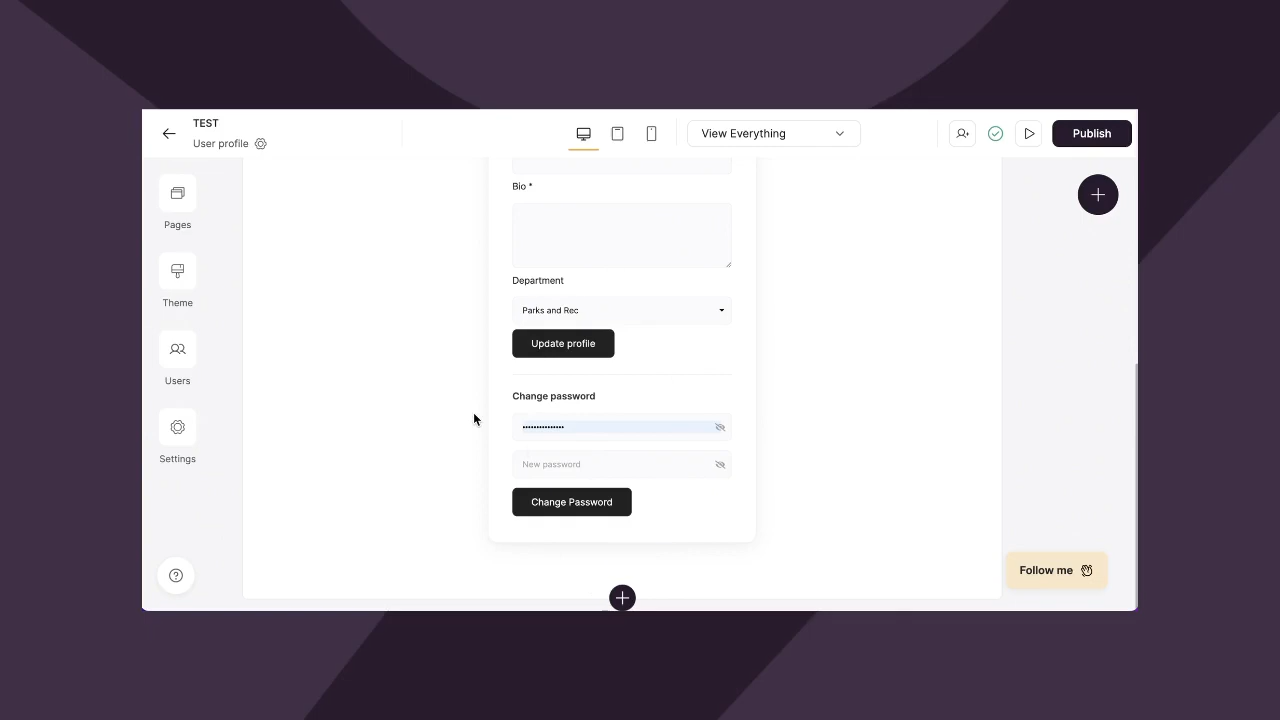 TEST
User profile
View Everything
Publish
Pages
Theme
Users
Settings
Bio *
Department
Parks and Rec
Update profile
Change password
••••••••••••••
New password
Change Password
Follow me